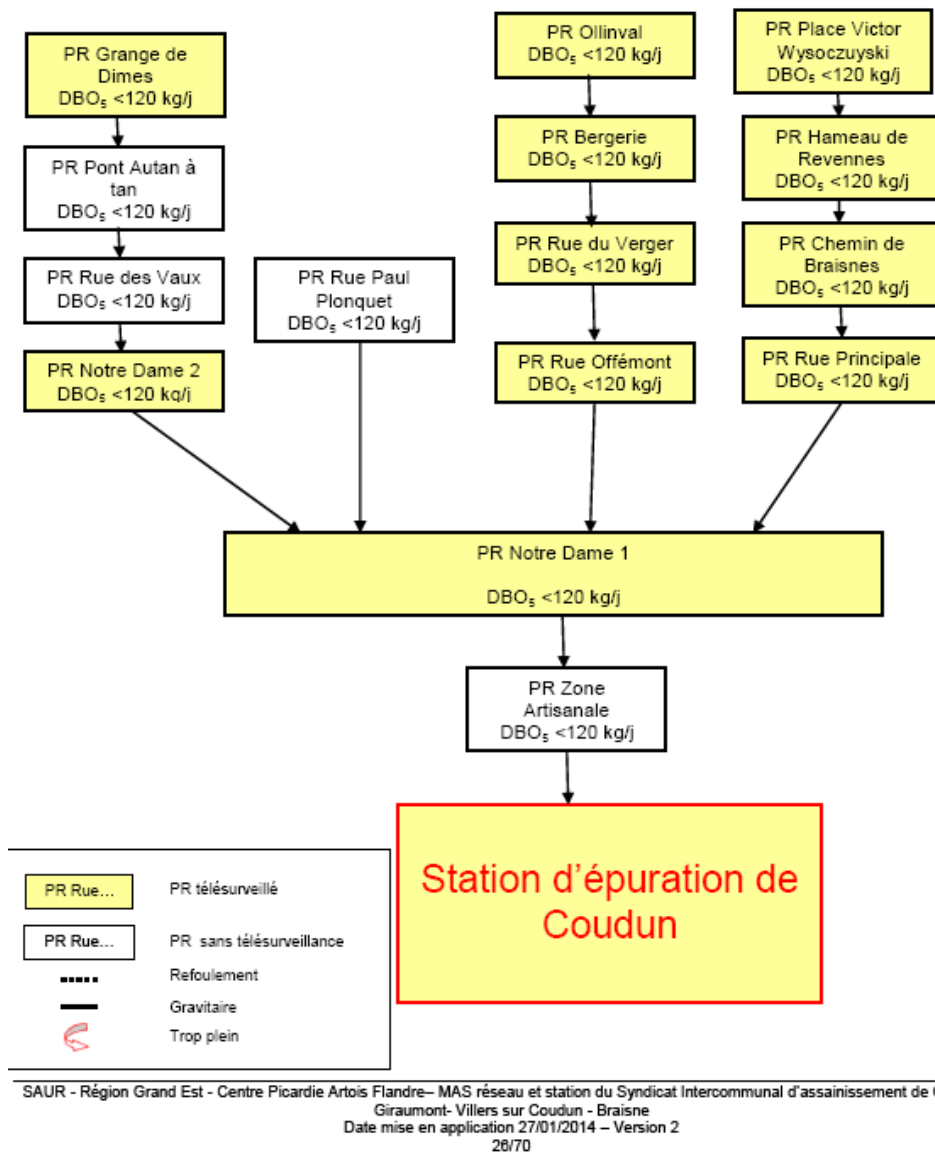 PR Grange de
Dimes
DBO₅ <120 kg/j
PR Pont Autan à
tan
DBO₅ <120 kg/j
PR Rue des Vaux
DBO₅ <120 kg/j
PR Notre Dame 2
DBO₅ <120 kg/j
PR Rue Paul
Plonquet
DBO₅ <120 kg/j
PR Ollinval
DBO₅ <120 kg/j
PR Bergerie
DBO₅ <120 kg/j
PR Rue du Verger
DBO₅ <120 kg/j
PR Rue Offémont
DBO₅ <120 kg/j
PR Place Victor
Wysoczuyski
DBO₅ <120 kg/j
PR Hameau de
Revennes
DBO₅ <120 kg/j
PR Chemin de
Braisnes
DBO₅ <120 kg/j
PR Rue Principale
DBO₅ <120 kg/j
PR Notre Dame 1
DBO₅ <120 kg/j
PR Zone
Artisanale
DBO₅ <120 kg/j
Station d'épuration de
Coudun
PR Rue... PR télésurveillé
PR Rue... PR sans télésurveillance
Refoulement
Gravitaire
Trop plein
SAUR - Région Grand Est - Centre Picardie Artois Flandre– MAS réseau et station du Syndicat Intercommunal d'assainissement de
Giraumont- Villers sur Coudun - Braisne
Date mise en application 27/01/2014 – Version 2
26/70